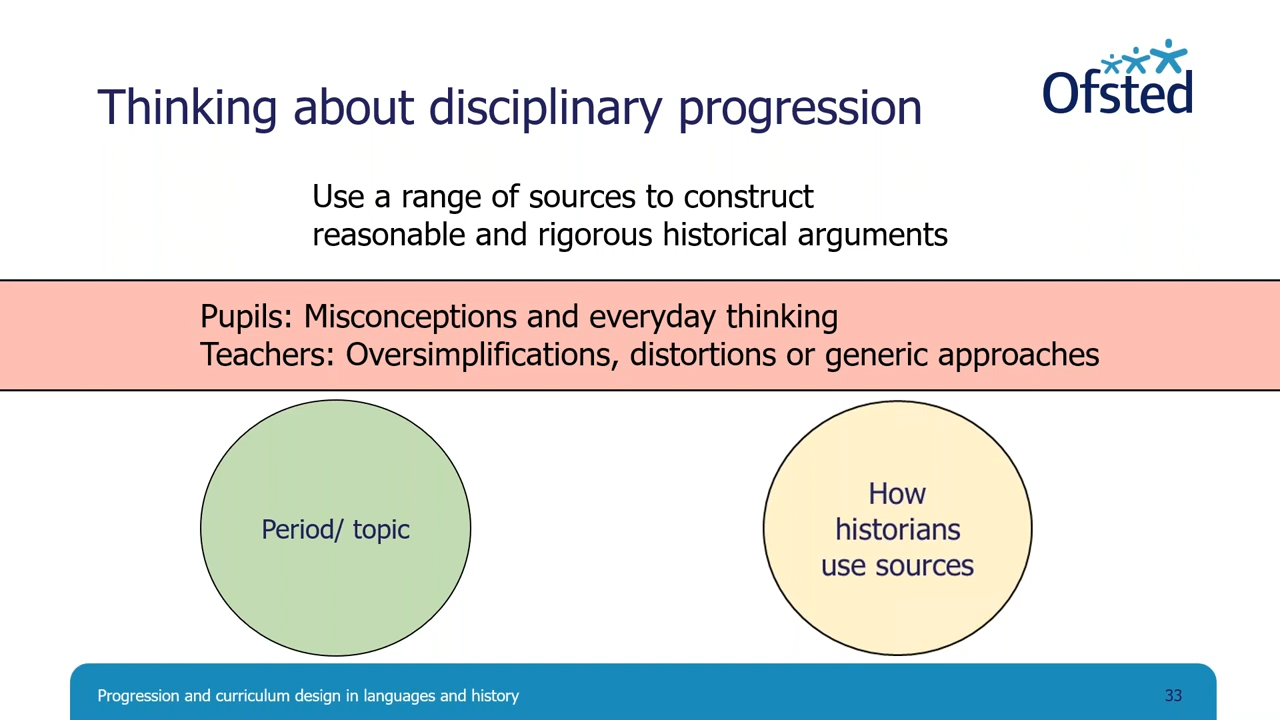 Ofsted
Thinking about disciplinary progression
Use a range of sources to construct
reasonable and rigorous historical arguments
Pupils: Misconceptions and everyday thinking
Teachers: Oversimplifications, distortions or generic approaches
Period/ topic
How
historians
use sources
Progression and curriculum design in languages and history
33